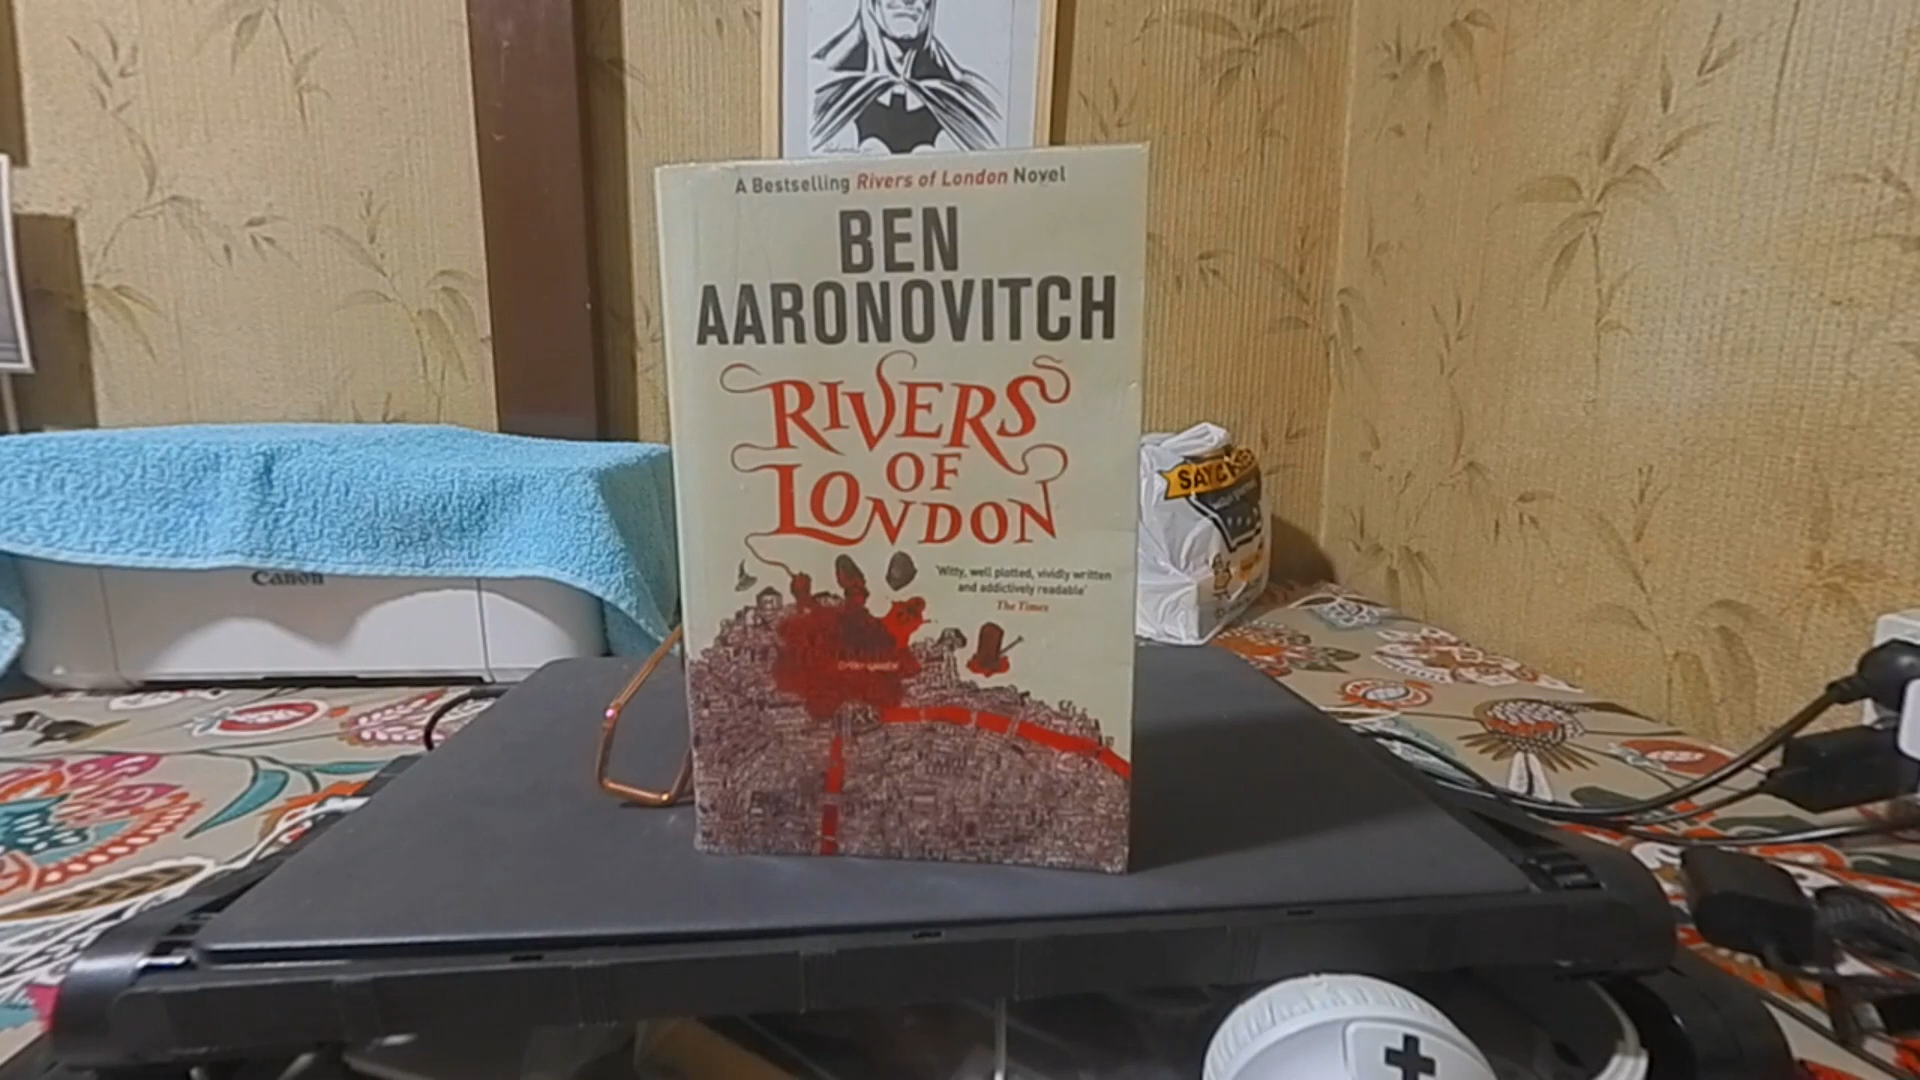 A Bestselling Rivers of London Novel
BEN
AARONOVITCH
RIVERS
OF
LONDON
'Witty, well plotted, vividly written
and addictively readable'
The Times
Canon